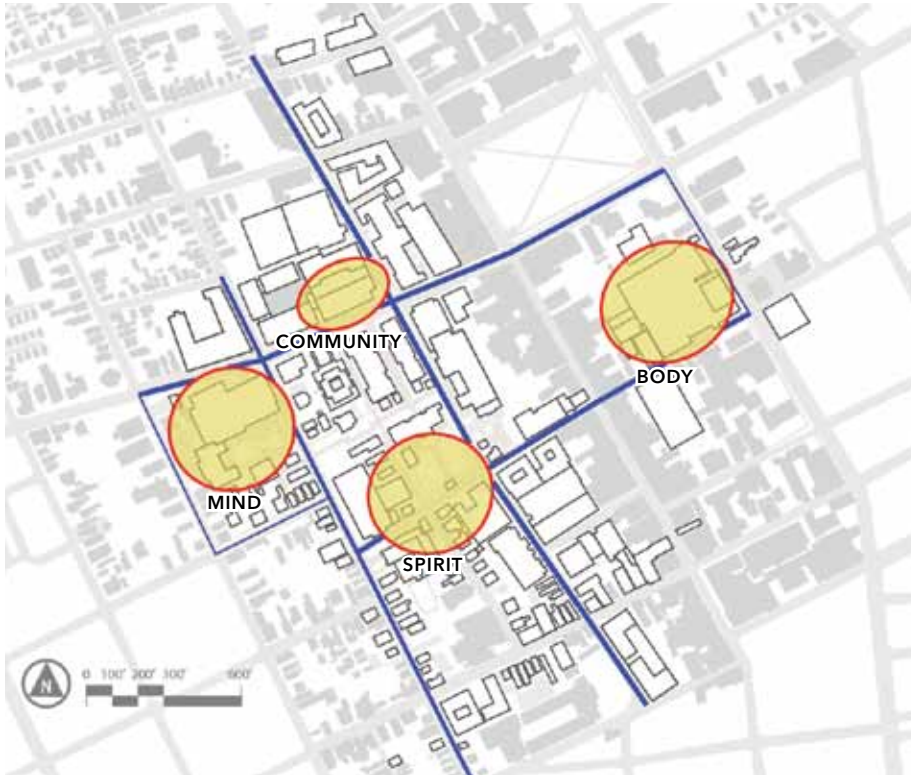 COMMUNITY
BODY
MIND
SPIRIT
N
0 100' 200' 300' 600'